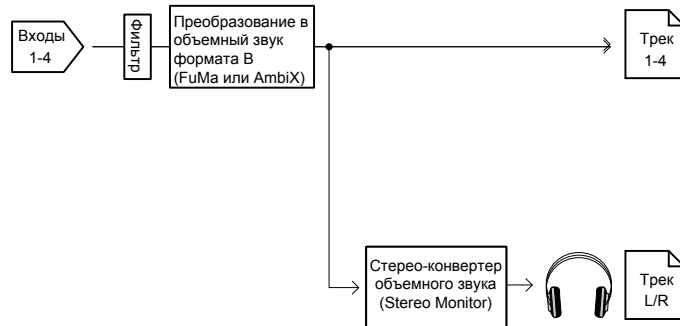 Входы
1-4
фильтр
Преобразование в
объемный звук
формата B
(FuMa или AmbiX)
Трек
1-4
Стерео-конвертер
объемного звука
(Stereo Monitor)
Трек
L/R